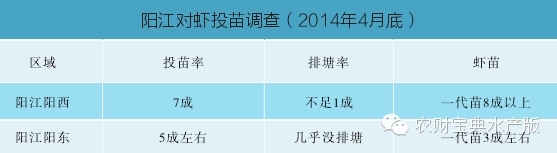 阳江对虾投苗调查（2014年4月底）
区域 投苗率 排塘率 虾苗
阳江阳西 7成 不足1成 一代苗8成以上
阳江阳东 5成左右 几乎没排塘 一代苗3成左右
农财宝典水产版